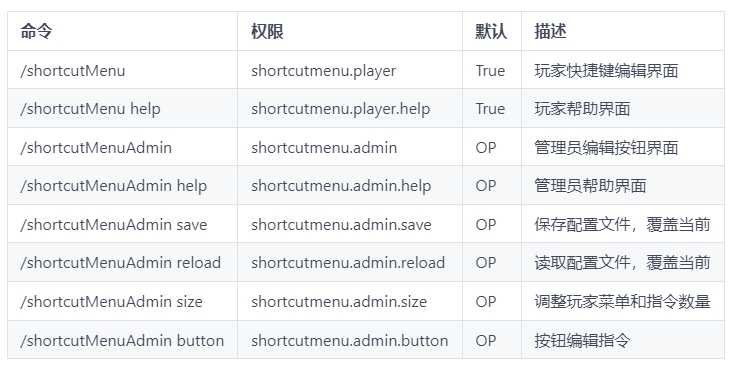 命令 权限 默认 描述
/shortcutMenu shortcutmenu.player True 玩家快捷键编辑界面
/shortcutMenu help shortcutmenu.player.help True 玩家帮助界面
/shortcutMenuAdmin shortcutmenu.admin OP 管理员编辑按钮界面
/shortcutMenuAdmin help shortcutmenu.admin.help OP 管理员帮助界面
/shortcutMenuAdmin save shortcutmenu.admin.save OP 保存配置文件，覆盖当前
/shortcutMenuAdmin reload shortcutmenu.admin.reload OP 读取配置文件，覆盖当前
/shortcutMenuAdmin size shortcutmenu.admin.size OP 调整玩家菜单和指令数量
/shortcutMenuAdmin button shortcutmenu.admin.button OP 按钮编辑指令